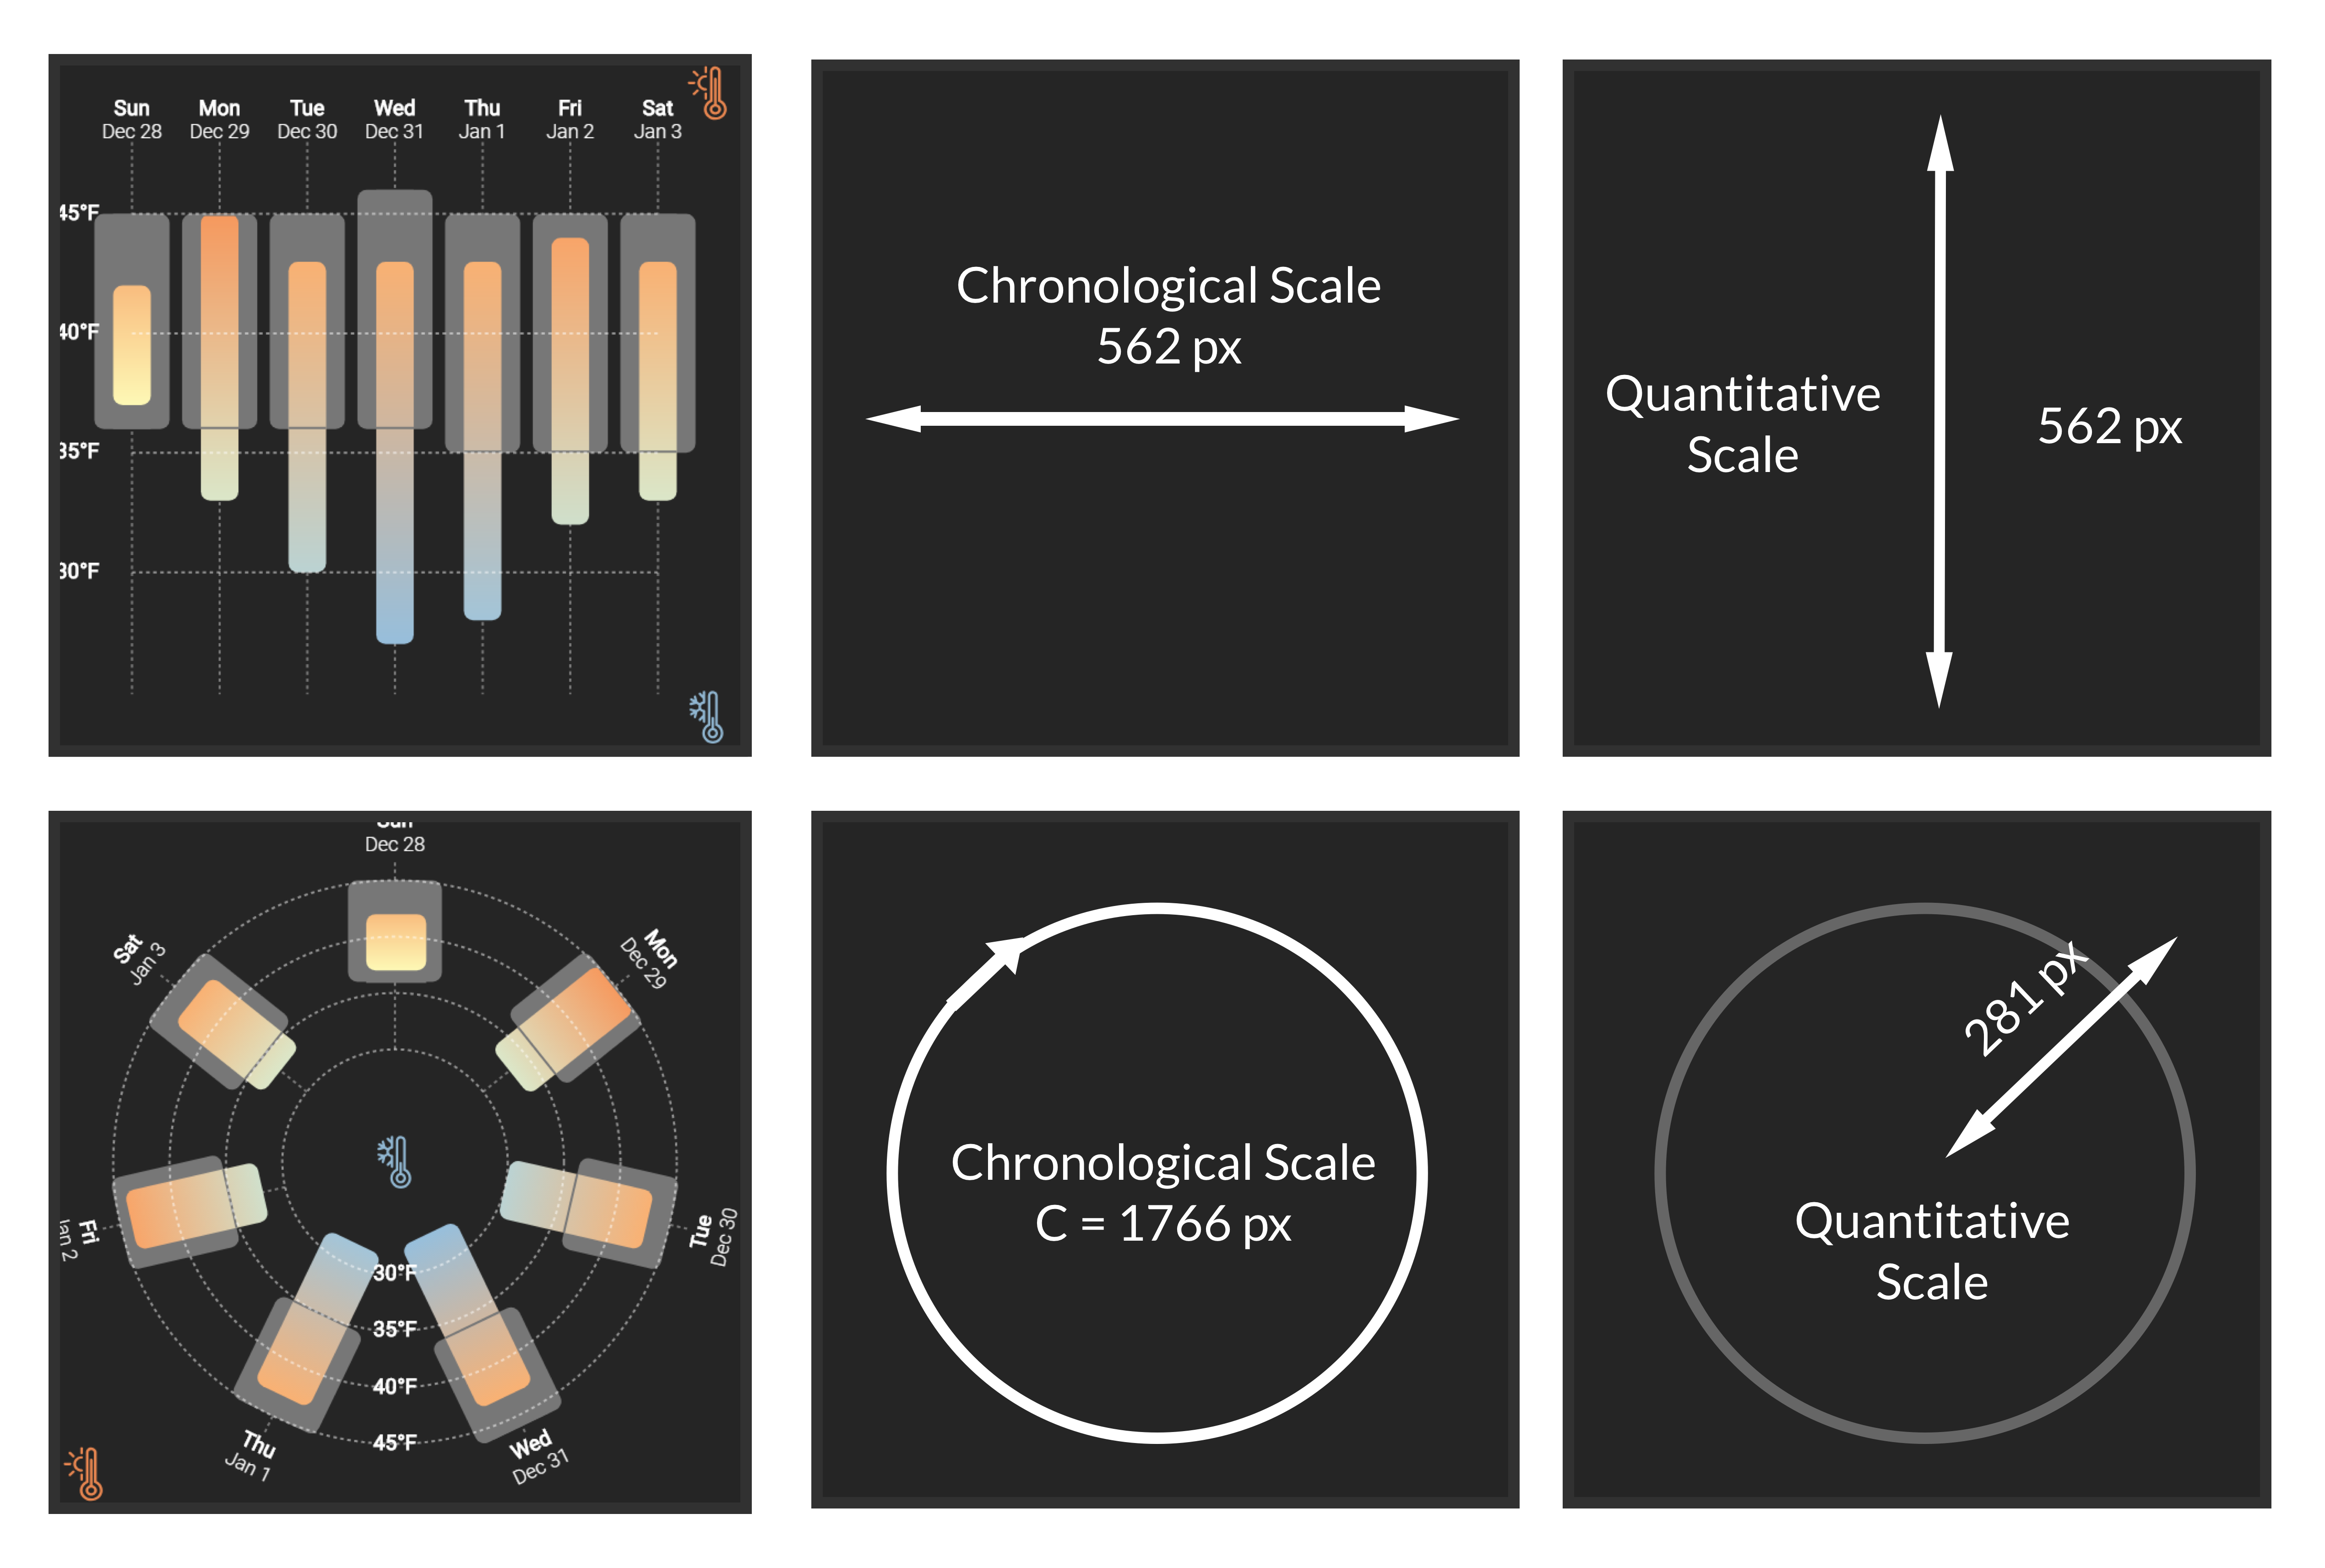 Sun Mon Tue Wed Thu Fri Sat
Dec 28 Dec 29 Dec 30 Dec 31 Jan 1 Jan 2 Jan 3
45°F
40°F
35°F
30°F
Chronological Scale
562 px
Quantitative
Scale
562 px
Sun
Dec 28
Mon
Dec 29
Tue
Dec 30
Wed
Dec 31
Thu
Jan 1
Fri
Jan 2
Sat
Jan 3
30°F
35°F
40°F
45°F
Chronological Scale
C = 1766 px
281 px
Quantitative
Scale